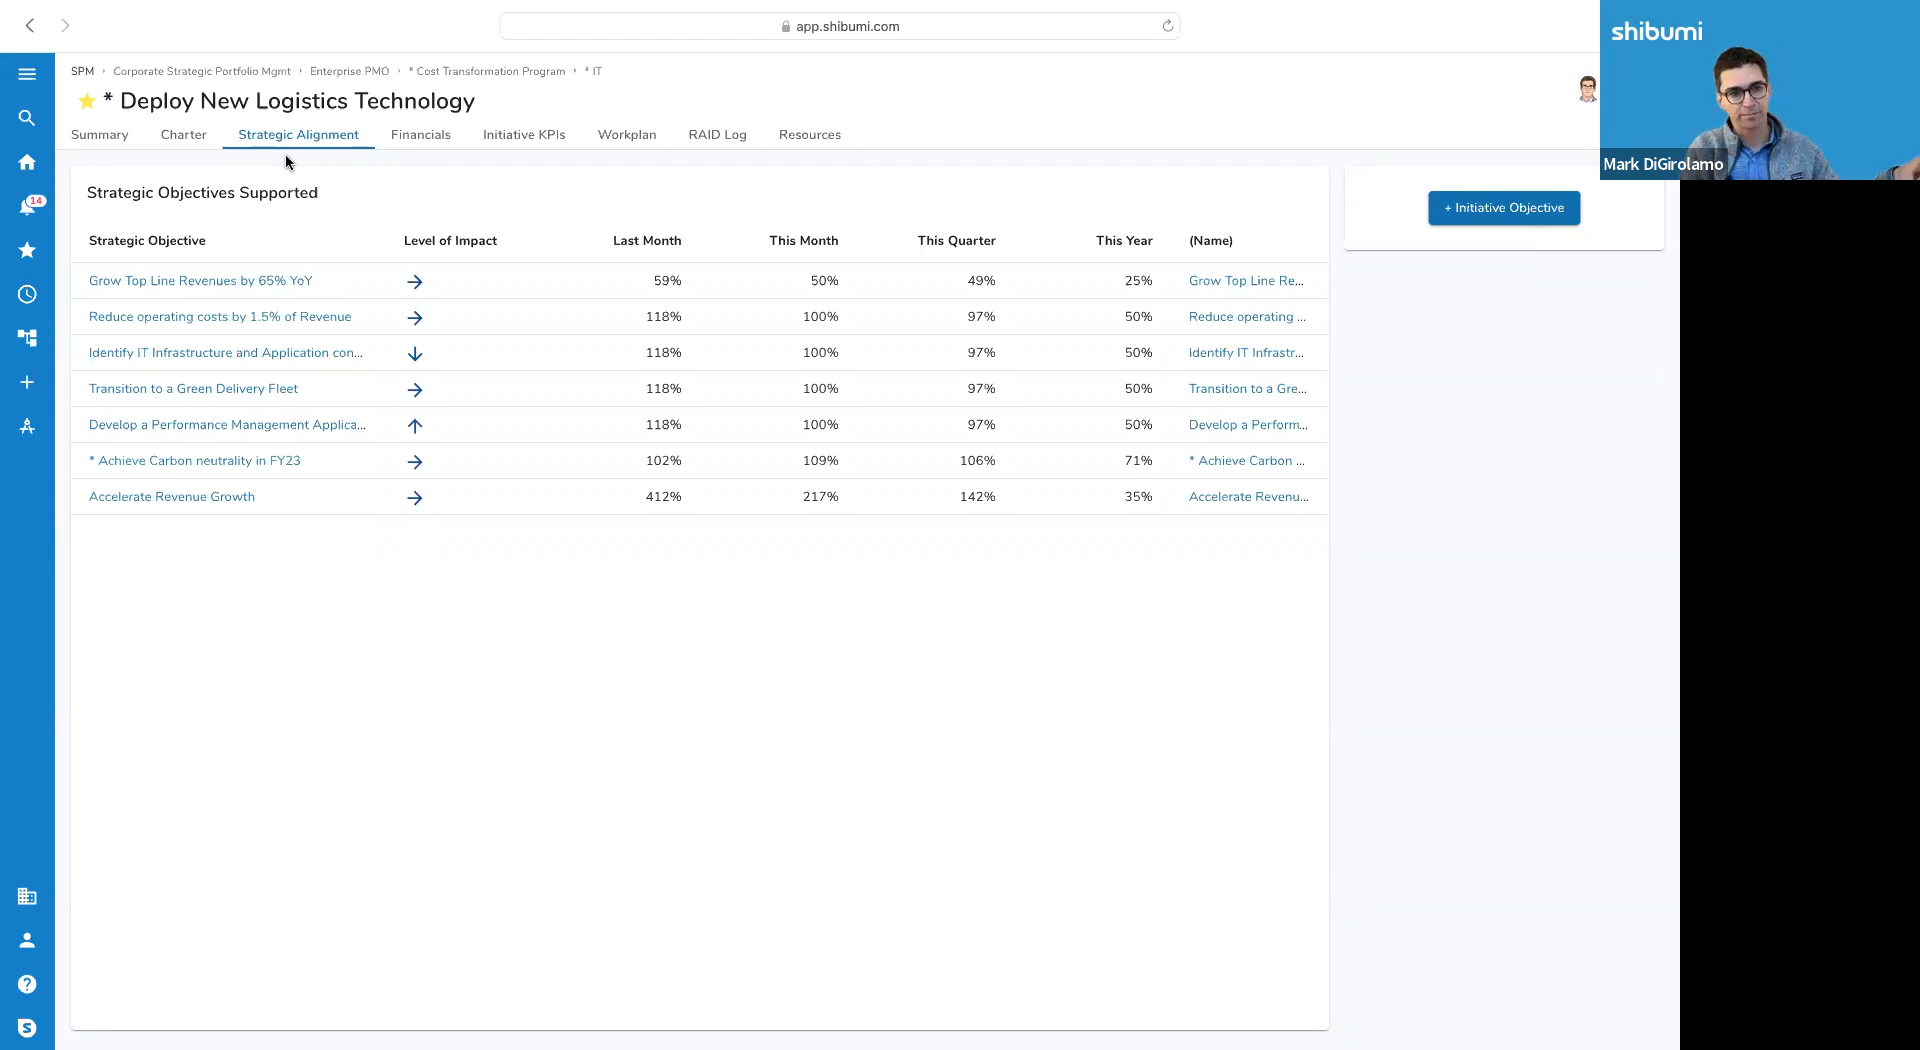 app.shibumi.com
shibumi
Mark DiGirolamo
SPM › Corporate Strategic Portfolio Mgmt › Enterprise PMO › * Cost Transformation Program › * IT
* Deploy New Logistics Technology
Summary Charter Strategic Alignment Financials Initiative KPIs Workplan RAID Log Resources
14
Strategic Objectives Supported
+ Initiative Objective
Strategic Objective Level of Impact Last Month This Month This Quarter This Year (Name)
Grow Top Line Revenues by 65% YoY → 59% 50% 49% 25% Grow Top Line Re...
Reduce operating costs by 1.5% of Revenue → 118% 100% 97% 50% Reduce operating ...
Identify IT Infrastructure and Application con... ↓ 118% 100% 97% 50% Identify IT Infrastr...
Transition to a Green Delivery Fleet → 118% 100% 97% 50% Transition to a Gre...
Develop a Performance Management Applica... ↑ 118% 100% 97% 50% Develop a Perform...
* Achieve Carbon neutrality in FY23 → 102% 109% 106% 71% * Achieve Carbon ...
Accelerate Revenue Growth → 412% 217% 142% 35% Accelerate Revenu...
?
S